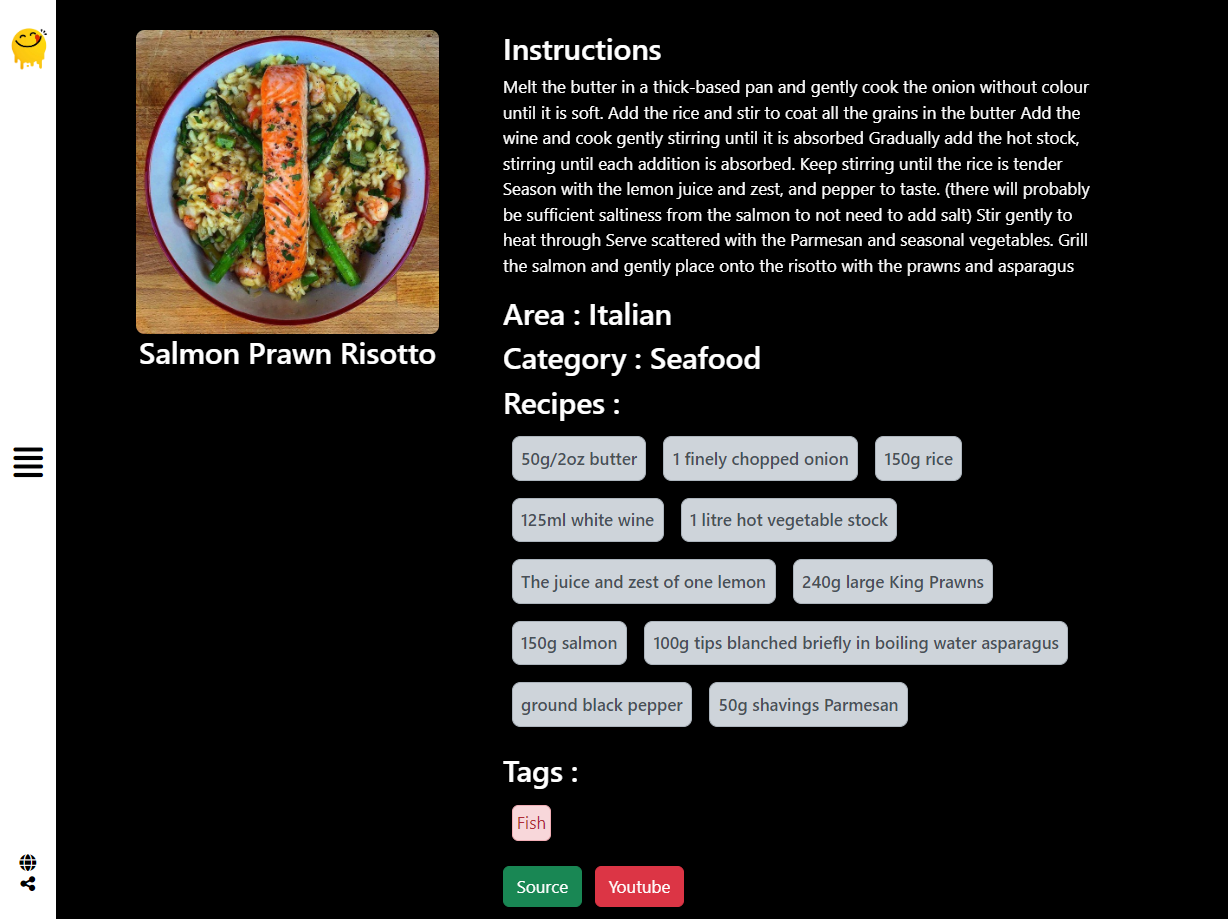 Salmon Prawn Risotto
Instructions
Melt the butter in a thick-based pan and gently cook the onion without colour
until it is soft. Add the rice and stir to coat all the grains in the butter Add the
wine and cook gently stirring until it is absorbed Gradually add the hot stock,
stirring until each addition is absorbed. Keep stirring until the rice is tender
Season with the lemon juice and zest, and pepper to taste. (there will probably
be sufficient saltiness from the salmon to not need to add salt) Stir gently to
heat through Serve scattered with the Parmesan and seasonal vegetables. Grill
the salmon and gently place onto the risotto with the prawns and asparagus
Area : Italian
Category : Seafood
Recipes :
50g/2oz butter 1 finely chopped onion 150g rice
125ml white wine 1 litre hot vegetable stock
The juice and zest of one lemon 240g large King Prawns
150g salmon 100g tips blanched briefly in boiling water asparagus
ground black pepper 50g shavings Parmesan
Tags :
Fish
Source Youtube